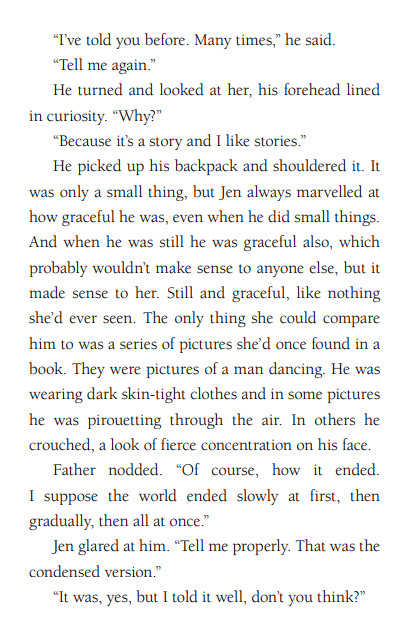 “I’ve told you before. Many times,” he said.
“Tell me again.”
He turned and looked at her, his forehead lined
in curiosity. “Why?”
“Because it’s a story and I like stories.”
He picked up his backpack and shouldered it. It
was only a small thing, but Jen always marvelled at
how graceful he was, even when he did small things.
And when he was still he was graceful also, which
probably wouldn’t make sense to anyone else, but it
made sense to her. Still and graceful, like nothing
she’d ever seen. The only thing she could compare
him to was a series of pictures she’d once found in a
book. They were pictures of a man dancing. He was
wearing dark skin-tight clothes and in some pictures
he was pirouetting through the air. In others he
crouched, a look of fierce concentration on his face.
Father nodded. “Of course, how it ended.
I suppose the world ended slowly at first, then
gradually, then all at once.”
Jen glared at him. “Tell me properly. That was the
condensed version.”
“It was, yes, but I told it well, don’t you think?”